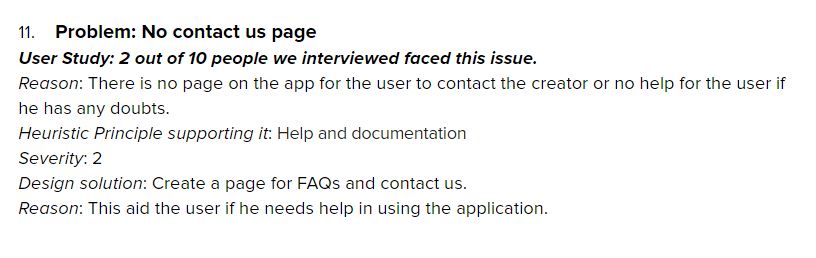 11. Problem: No contact us page
User Study: 2 out of 10 people we interviewed faced this issue.
Reason: There is no page on the app for the user to contact the creator or no help for the user if
he has any doubts.
Heuristic Principle supporting it: Help and documentation
Severity: 2
Design solution: Create a page for FAQs and contact us.
Reason: This aid the user if he needs help in using the application.